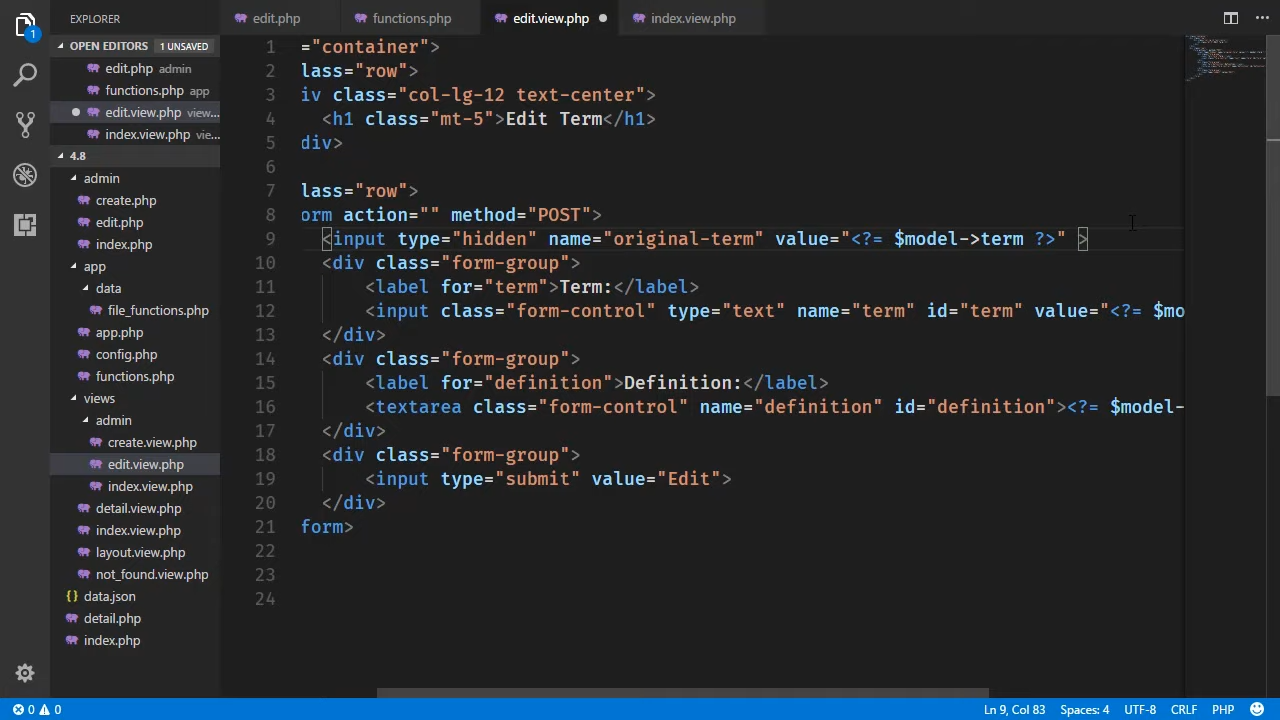 EXPLORER
OPEN EDITORS 1 UNSAVED
edit.php admin
functions.php app
edit.view.php view...
index.view.php vie...
4.8
admin
create.php
edit.php
index.php
app
data
file_functions.php
app.php
config.php
functions.php
views
admin
create.view.php
edit.view.php
index.view.php
detail.view.php
index.view.php
layout.view.php
not_found.view.php
data.json
detail.php
index.php
1
edit.php functions.php edit.view.php index.view.php
1 ="container">
2 lass="row">
3 iv class="col-lg-12 text-center">
4 <h1 class="mt-5">Edit Term</h1>
5 div>
6
7 lass="row">
8 orm action="" method="POST">
9 <input type="hidden" name="original-term" value="<?= $model->term ?>" >
10 <div class="form-group">
11 <label for="term">Term:</label>
12 <input class="form-control" type="text" name="term" id="term" value="<?= $mo
13 </div>
14 <div class="form-group">
15 <label for="definition">Definition:</label>
16 <textarea class="form-control" name="definition" id="definition"><?= $model-
17 </div>
18 <div class="form-group">
19 <input type="submit" value="Edit">
20 </div>
21 form>
22
23
24
0 0
Ln 9, Col 83 Spaces: 4 UTF-8 CRLF PHP